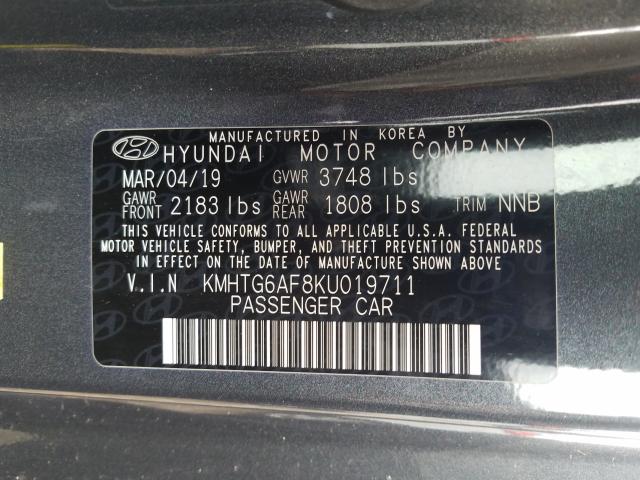 MANUFACTURED IN KOREA BY
HYUNDAI MOTOR COMPANY
MAR/04/19 GVWR 3748 lbs
GAWR FRONT 2183 lbs GAWR REAR 1808 lbs TRIM NNB
THIS VEHICLE CONFORMS TO ALL APPLICABLE U.S.A. FEDERAL
MOTOR VEHICLE SAFETY, BUMPER, AND THEFT PREVENTION STANDARDS
IN EFFECT ON THE DATE OF MANUFACTURE SHOWN ABOVE
V.I.N KMHTG6AF8KU019711
PASSENGER CAR